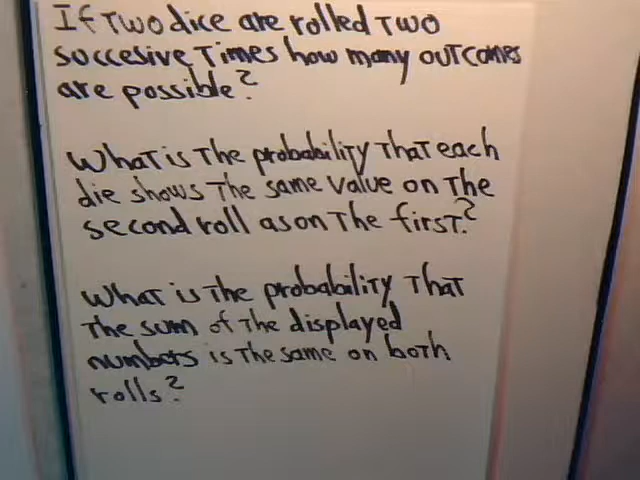 If Two dice are rolled Two
succesive Times how many outcomes
are possible?
What is The probability That each
die shows The same value on The
second roll as on The first?
What is The probability That
The sum of The displayed
numbers is The same on both
rolls?